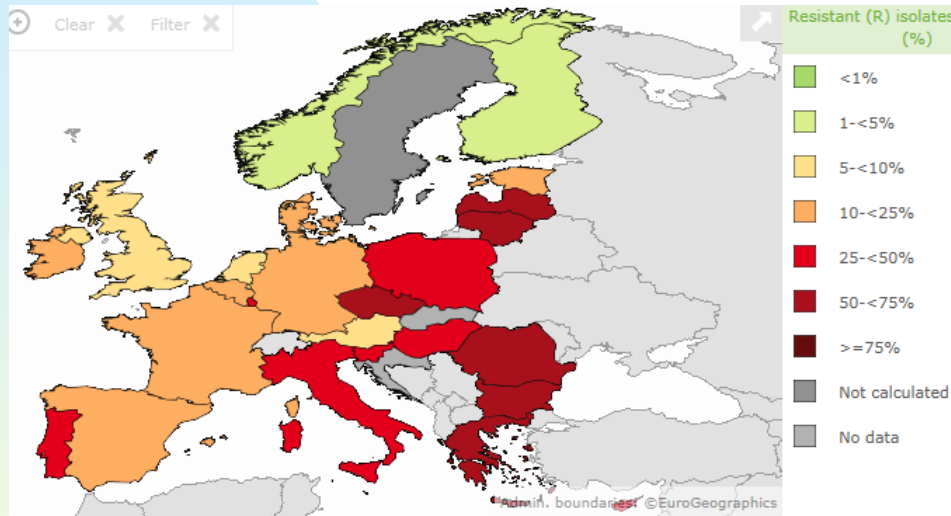 Clear Filter
Resistant (R) isolates
(%)
<1%
1-<5%
5-<10%
10-<25%
25-<50%
50-<75%
>=75%
Not calculated
No data
Admin. boundaries: ©EuroGeographics